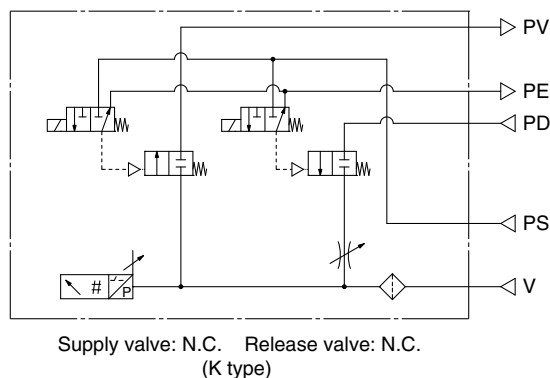 PV
PE
PD
PS
# P
V
Supply valve: N.C. Release valve: N.C.
(K type)